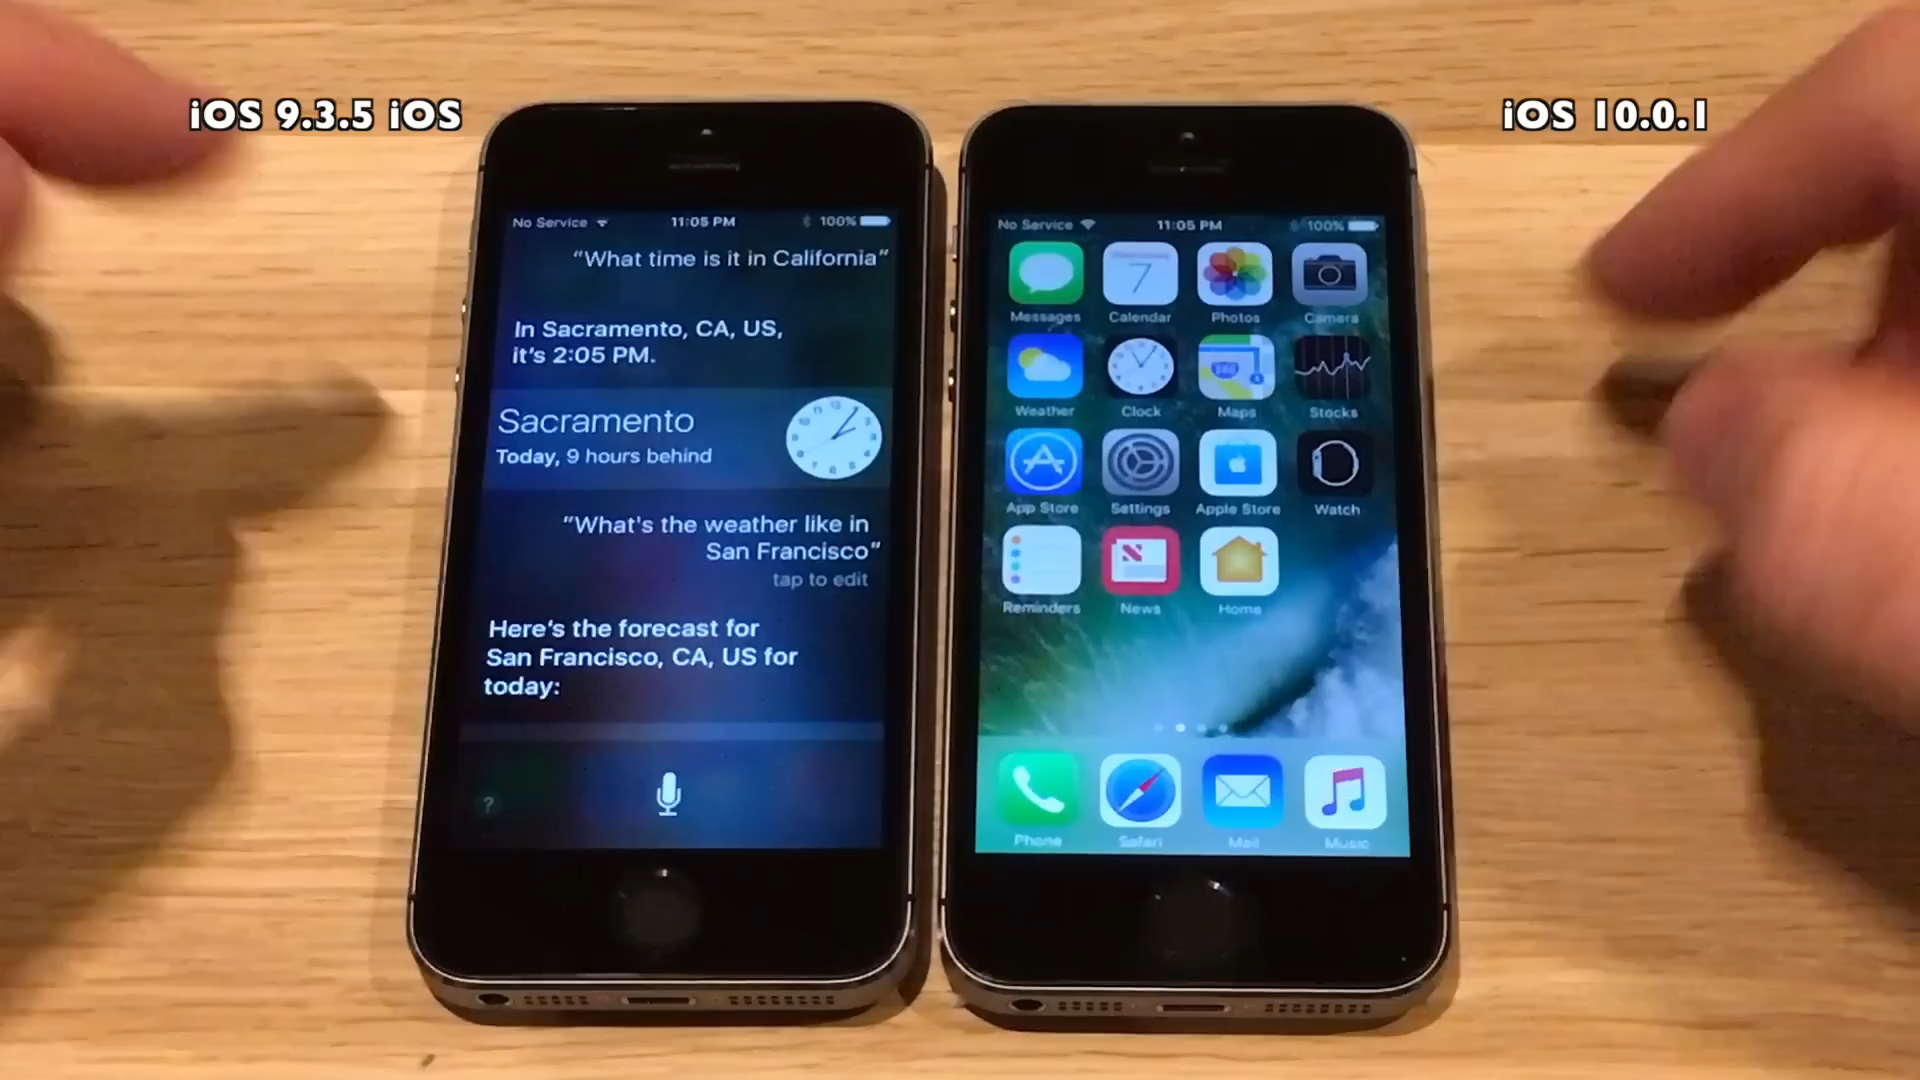 iOS 9.3.5 iOS
iOS 10.0.1
No Service
11:05 PM
100%
“What time is it in California”
In Sacramento, CA, US,
it's 2:05 PM.
Sacramento
Today, 9 hours behind
“What's the weather like in
San Francisco”
tap to edit
Here's the forecast for
San Francisco, CA, US for
today:
?
No Service
11:05 PM
100%
7
Messages
Calendar
Photos
Camera
Weather
Clock
Maps
Stocks
App Store
Settings
Apple Store
Watch
Reminders
News
Home
Phone
Safari
Mail
Music